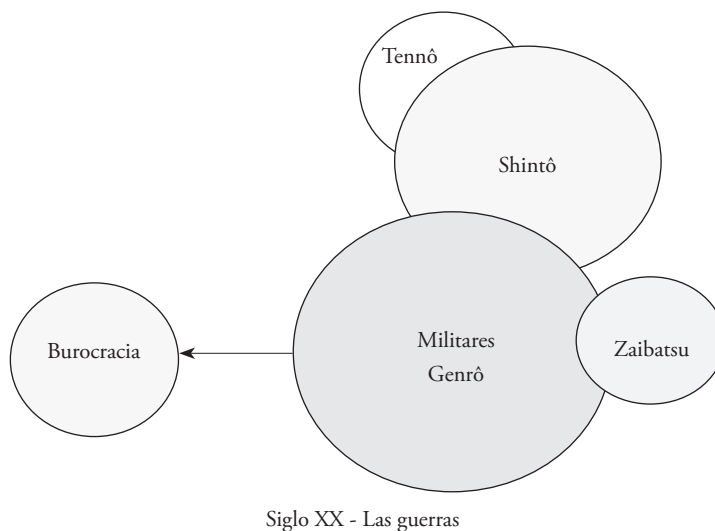 Tennô
Shintô
Militares
Genrô
Burocracia
Zaibatsu
Siglo XX - Las guerras